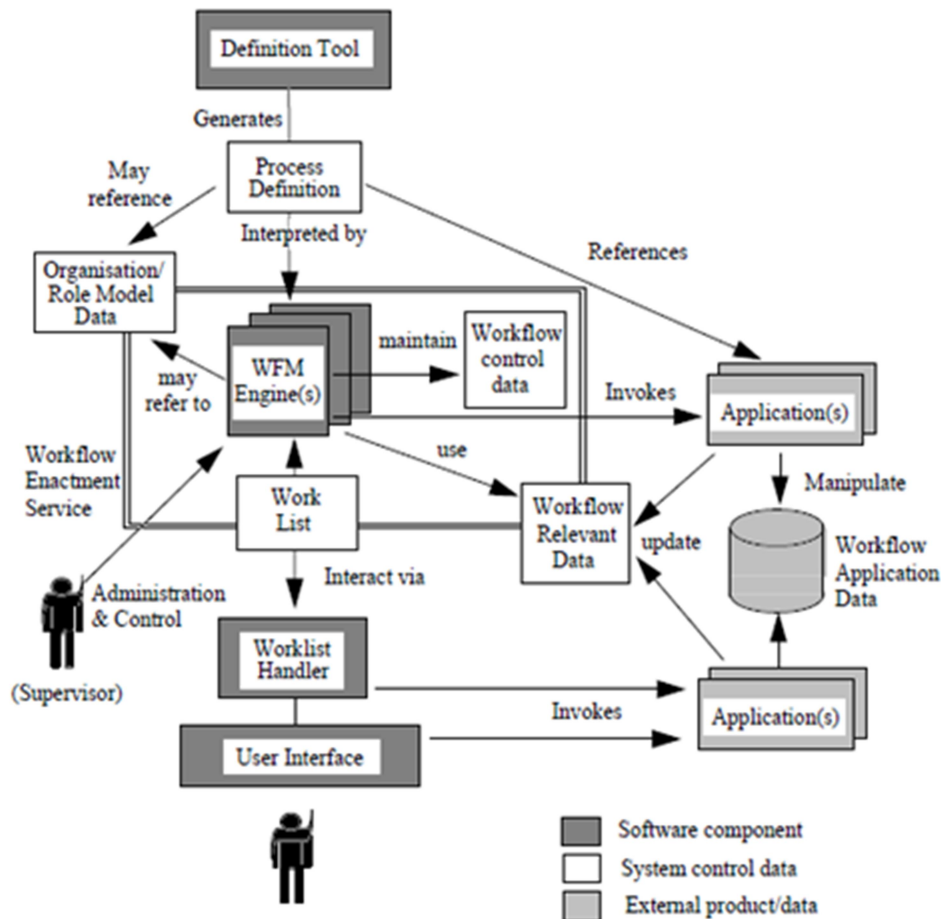 Definition Tool
Generates
Process
Definition
May
reference
Interpreted by
References
Organisation/
Role Model
Data
WFM
Engine(s)
maintain
Workflow
control
data
may
refer to
Invokes
Application(s)
use
Workflow
Enactment
Service
Work
List
Workflow
Relevant
Data
update
Manipulate
Workflow
Application
Data
Interact via
Administration
& Control
(Supervisor)
Worklist
Handler
Invokes
Application(s)
User Interface
Software component
System control data
External product/data